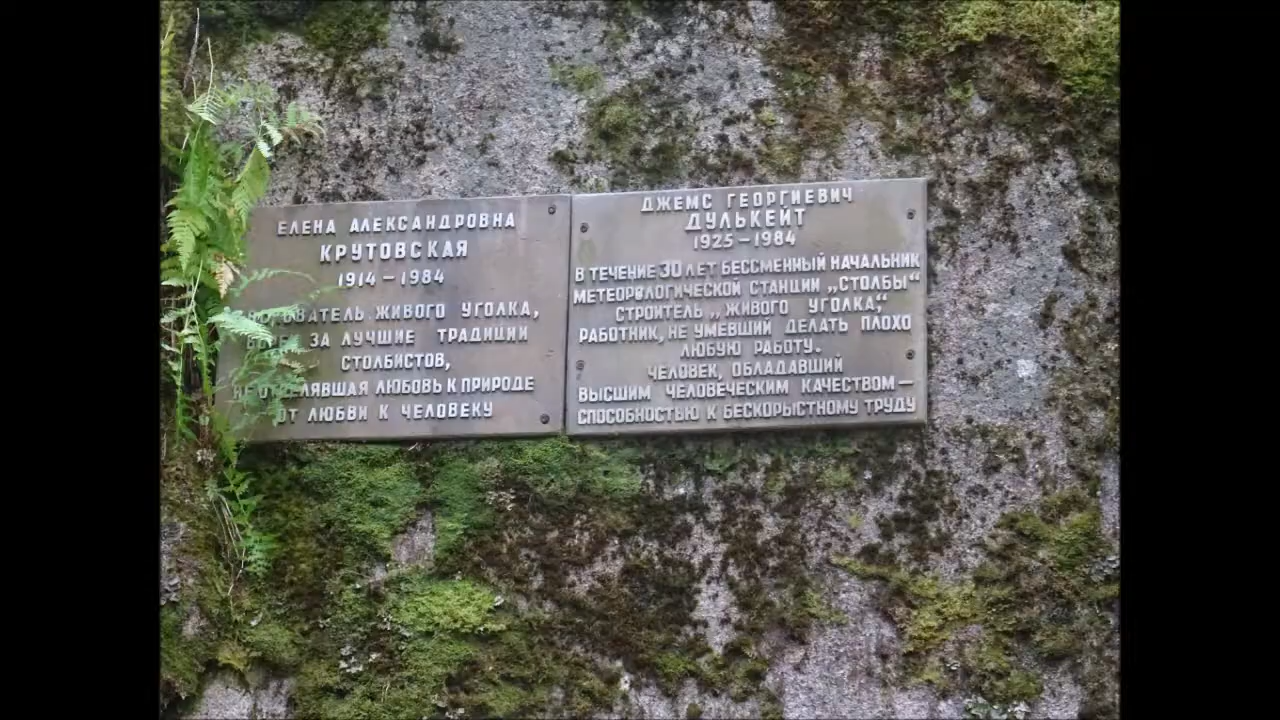 ЕЛЕНА АЛЕКСАНДРОВНА
КРУТОВСКАЯ
1914 – 1984
ЖИВОГО УГОЛКА,
ЗА ЛУЧШИЕ ТРАДИЦИИ
СТОЛБИСТОВ,
ЛЮБОВЬ К ПРИРОДЕ
ОТ ЛЮБВИ К ЧЕЛОВЕКУ
ДЖЕМС ГЕОРГИЕВИЧ
ДУЛЬКЕЙТ
1925 – 1984
В ТЕЧЕНИЕ 30 ЛЕТ БЕССМЕННЫЙ НАЧАЛЬНИК
МЕТЕОРОЛОГИЧЕСКОЙ СТАНЦИИ „СТОЛБЫ“
СТРОИТЕЛЬ „ЖИВОГО УГОЛКА“,
РАБОТНИК, НЕ УМЕВШИЙ ДЕЛАТЬ ПЛОХО
ЛЮБУЮ РАБОТУ.
ЧЕЛОВЕК, ОБЛАДАВШИЙ
ВЫСШИМ ЧЕЛОВЕЧЕСКИМ КАЧЕСТВОМ —
СПОСОБНОСТЬЮ К БЕСКОРЫСТНОМУ ТРУДУ